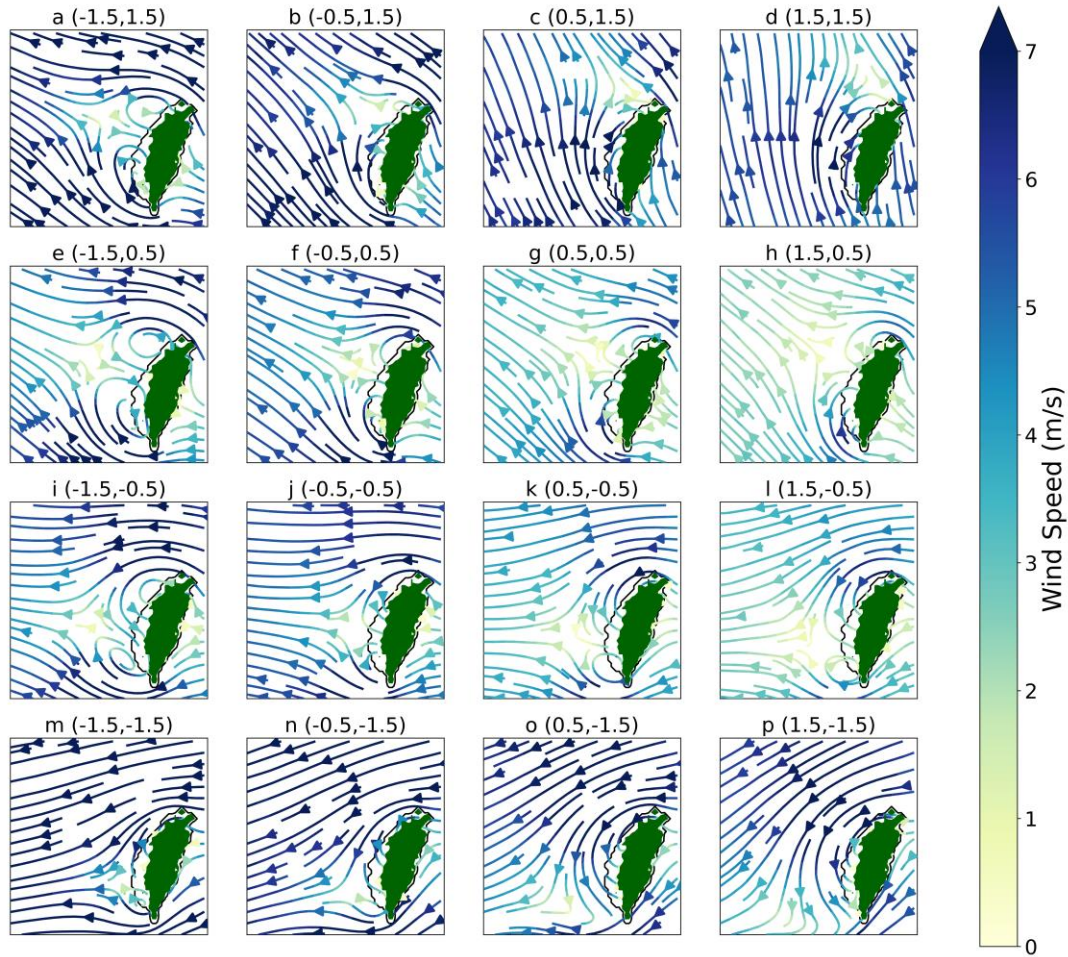 a (-1.5,1.5)
b (-0.5,1.5)
c (0.5,1.5)
d (1.5,1.5)
e (-1.5,0.5)
f (-0.5,0.5)
g (0.5,0.5)
h (1.5,0.5)
i (-1.5,-0.5)
j (-0.5,-0.5)
k (0.5,-0.5)
l (1.5,-0.5)
m (-1.5,-1.5)
n (-0.5,-1.5)
o (0.5,-1.5)
p (1.5,-1.5)
7
6
5
4
3
2
1
0
Wind Speed (m/s)